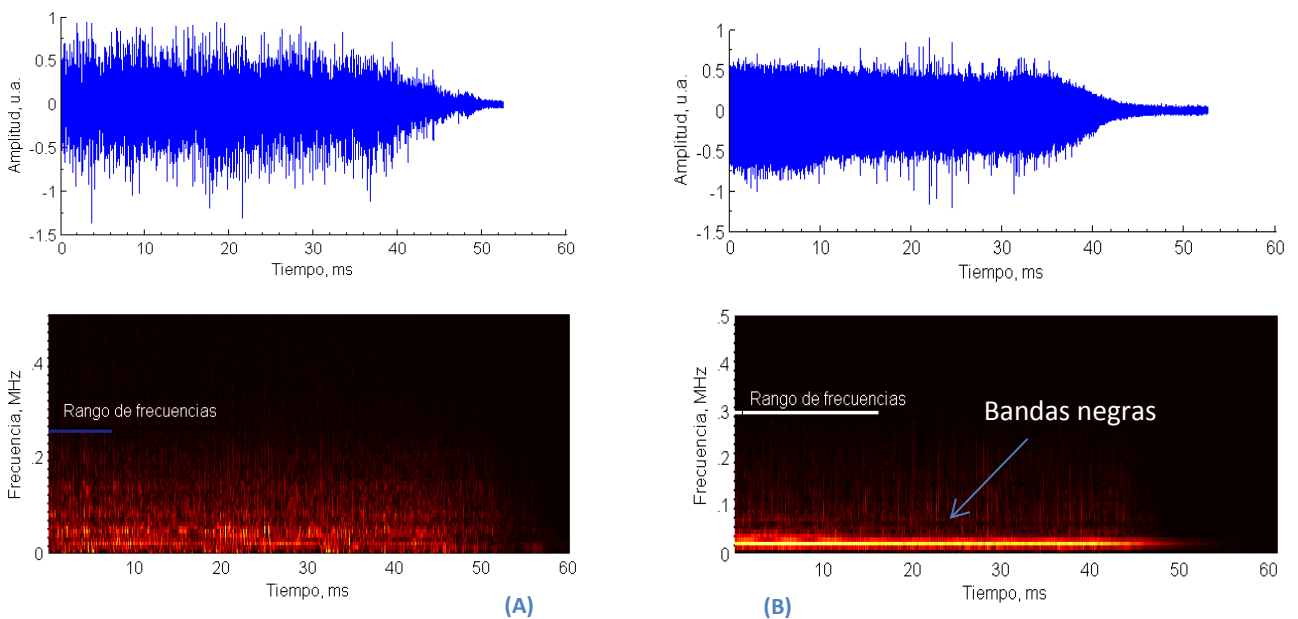 1
0.5
0
-0.5
-1
-1.5
Amplitud, u.a.
0 10 20 30 40 50 60
Tiempo, ms
1
0.5
0
-0.5
-1
-1.5
Amplitud, u.a.
0 10 20 30 40 50 60
Tiempo, ms
.4
.2
0
Frecuencia, MHz
Rango de frecuencias
10 20 30 40 50 60
Tiempo, ms
(A)
.5
.4
.3
.2
.1
0
Frecuencia, MHz
Rango de frecuencias
Bandas negras
10 20 30 40 50 60
Tiempo, ms
(B)